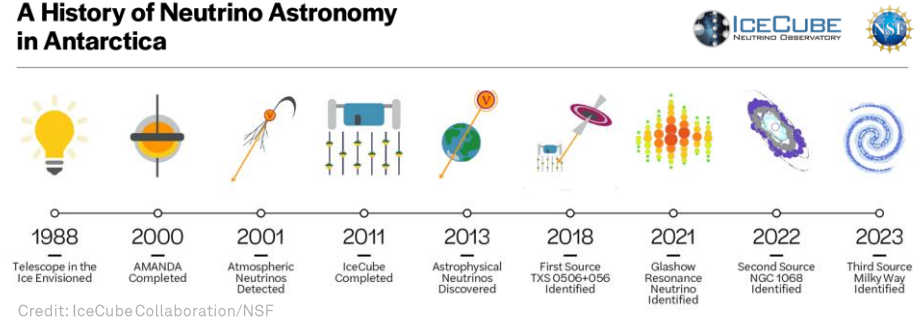 A History of Neutrino Astronomy
in Antarctica
ICECUBE
NEUTRINO OBSERVATORY
NSF
V
V
1988
Telescope in the
Ice Envisioned
2000
AMANDA
Completed
2001
Atmospheric
Neutrinos
Detected
2011
IceCube
Completed
2013
Astrophysical
Neutrinos
Discovered
2018
First Source
TXS 0506+056
Identified
2021
Glashow
Resonance
Neutrino
Identified
2022
Second Source
NGC 1068
Identified
2023
Third Source
Milky Way
Identified
Credit: IceCube Collaboration/NSF